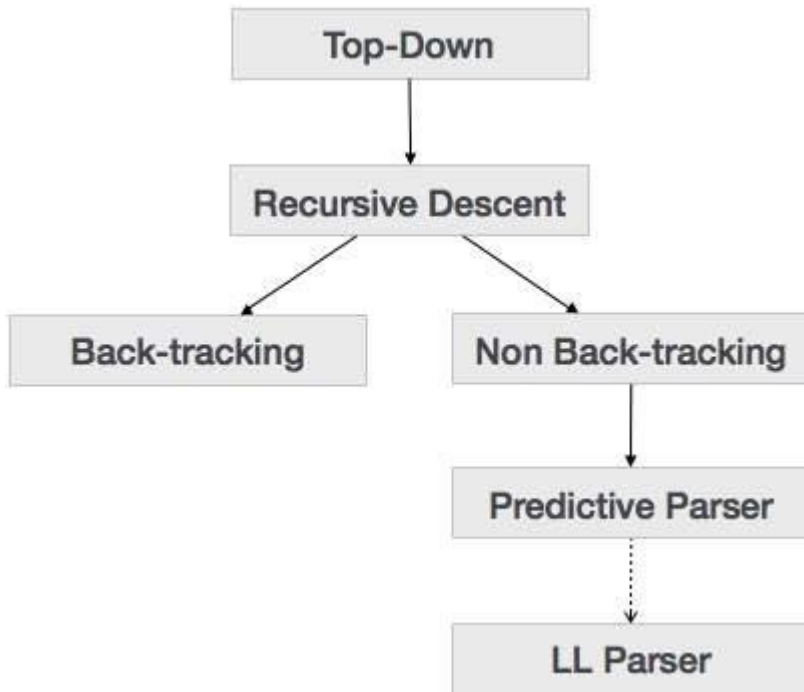 Top-Down
Recursive Descent
Back-tracking
Non Back-tracking
Predictive Parser
LL Parser